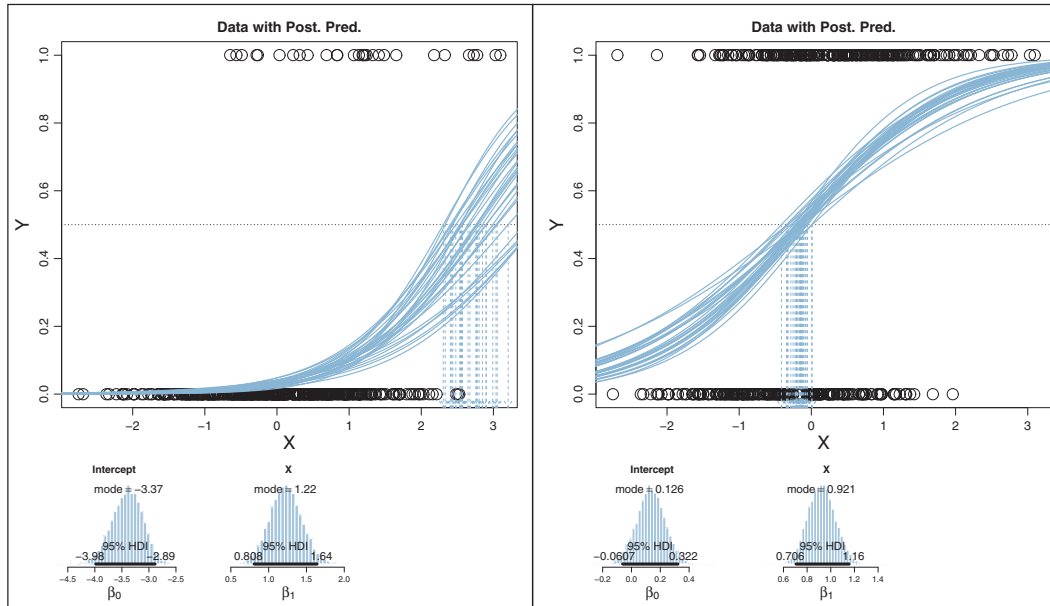 Data with Post. Pred.
1.0
0.8
0.6
0.4
0.2
0.0
Y
−2 −1 0 1 2 3
X
Intercept
mode = −3.37
95% HDI
−3.98 −2.89
−4.5 −4.0 −3.5 −3.0 −2.5
β0
X
mode = 1.22
95% HDI
0.808 1.64
0.5 1.0 1.5 2.0
β1
Data with Post. Pred.
1.0
0.8
0.6
0.4
0.2
0.0
Y
−2 −1 0 1 2 3
X
Intercept
mode = 0.126
95% HDI
−0.0607 0.322
−0.2 0.0 0.2 0.4
β0
X
mode = 0.921
95% HDI
0.706 1.16
0.6 0.8 1.0 1.2 1.4
β1